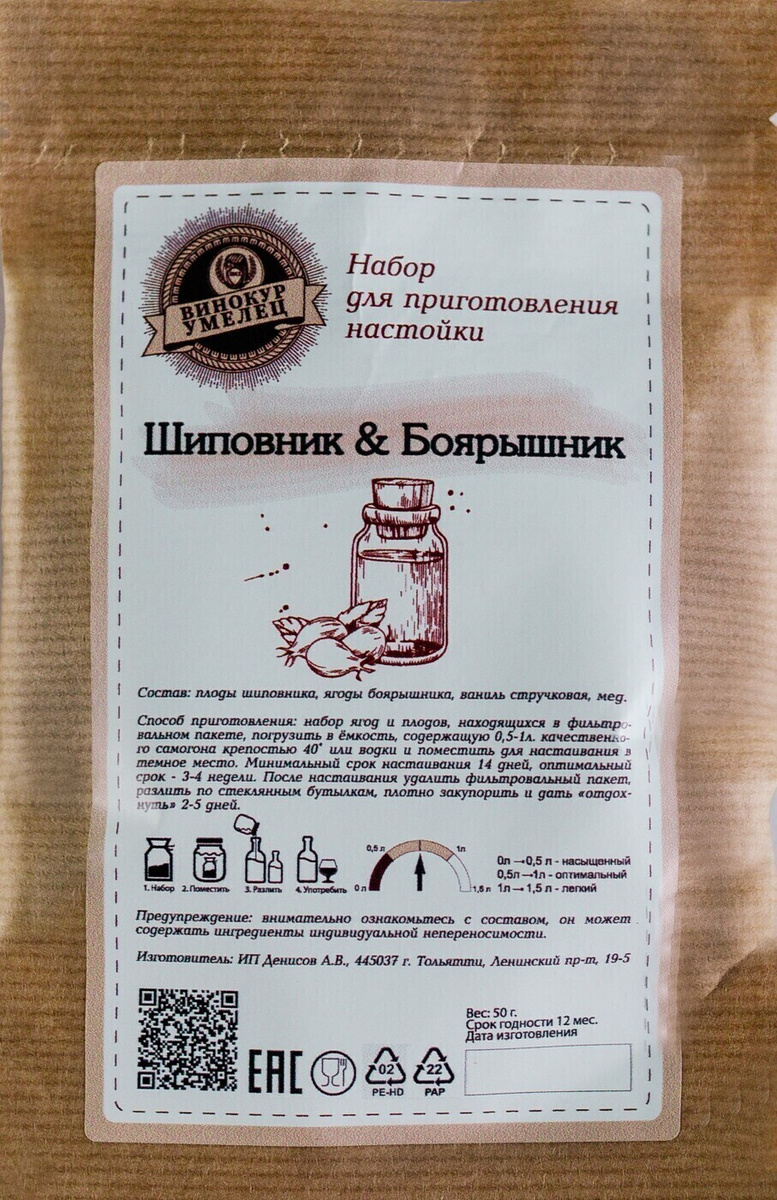 ВИНОКУР
УМЕЛЕЦ
Набор
для приготовления
настойки
Шиповник & Боярышник
Состав: плоды шиповника, ягоды боярышника, ваниль стручковая, мед.
Способ приготовления: набор ягод и плодов, находящихся в фильтро-
вальном пакете, погрузить в ёмкость, содержащую 0,5-1л. качественно-
го самогона крепостью 40° или водки и поместить для настаивания в
темное место. Минимальный срок настаивания 14 дней, оптимальный
срок - 3-4 недели. После настаивания удалить фильтровальный пакет,
разлить по стеклянным бутылкам, плотно закупорить и дать «отдох-
нуть» 2-5 дней.
1. Набор 2.Поместить 3.Разлить 4.Употребить
0 л 0,5 л 1л 1,5 л
0л→0,5 л - насыщенный
0,5л→1л - оптимальный
1л→1,5 л - легкий
Предупреждение: внимательно ознакомьтесь с составом, он может
содержать ингредиенты индивидуальной непереносимости.
Изготовитель: ИП Денисов А.В., 445037 г. Тольятти, Ленинский пр-т, 19-5
Вес: 50 г.
Срок годности 12 мес.
Дата изготовления
EAC
02
PE-HD
22
PAP